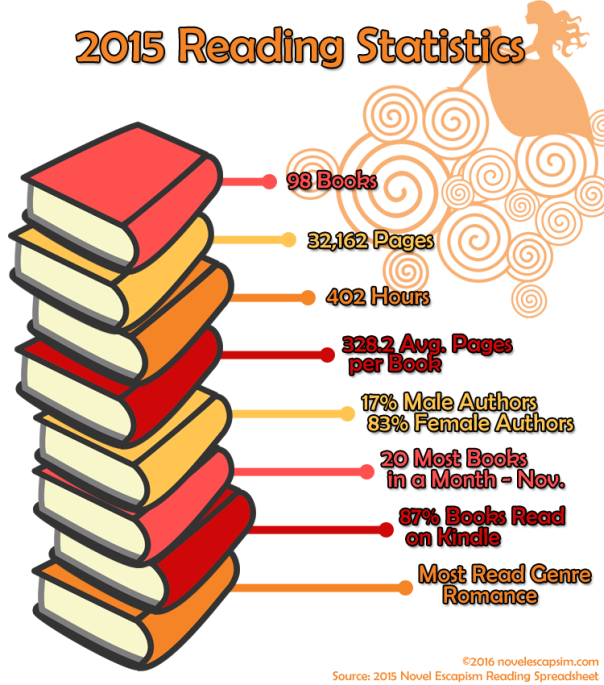 2015 Reading Statistics
98 Books
32,162 Pages
402 Hours
328.2 Avg. Pages
per Book
17% Male Authors
83% Female Authors
20 Most Books
in a Month - Nov.
87% Books Read
on Kindle
Most Read Genre
Romance
©2016 novelescapsim.com
Source: 2015 Novel Escapism Reading Spreadsheet